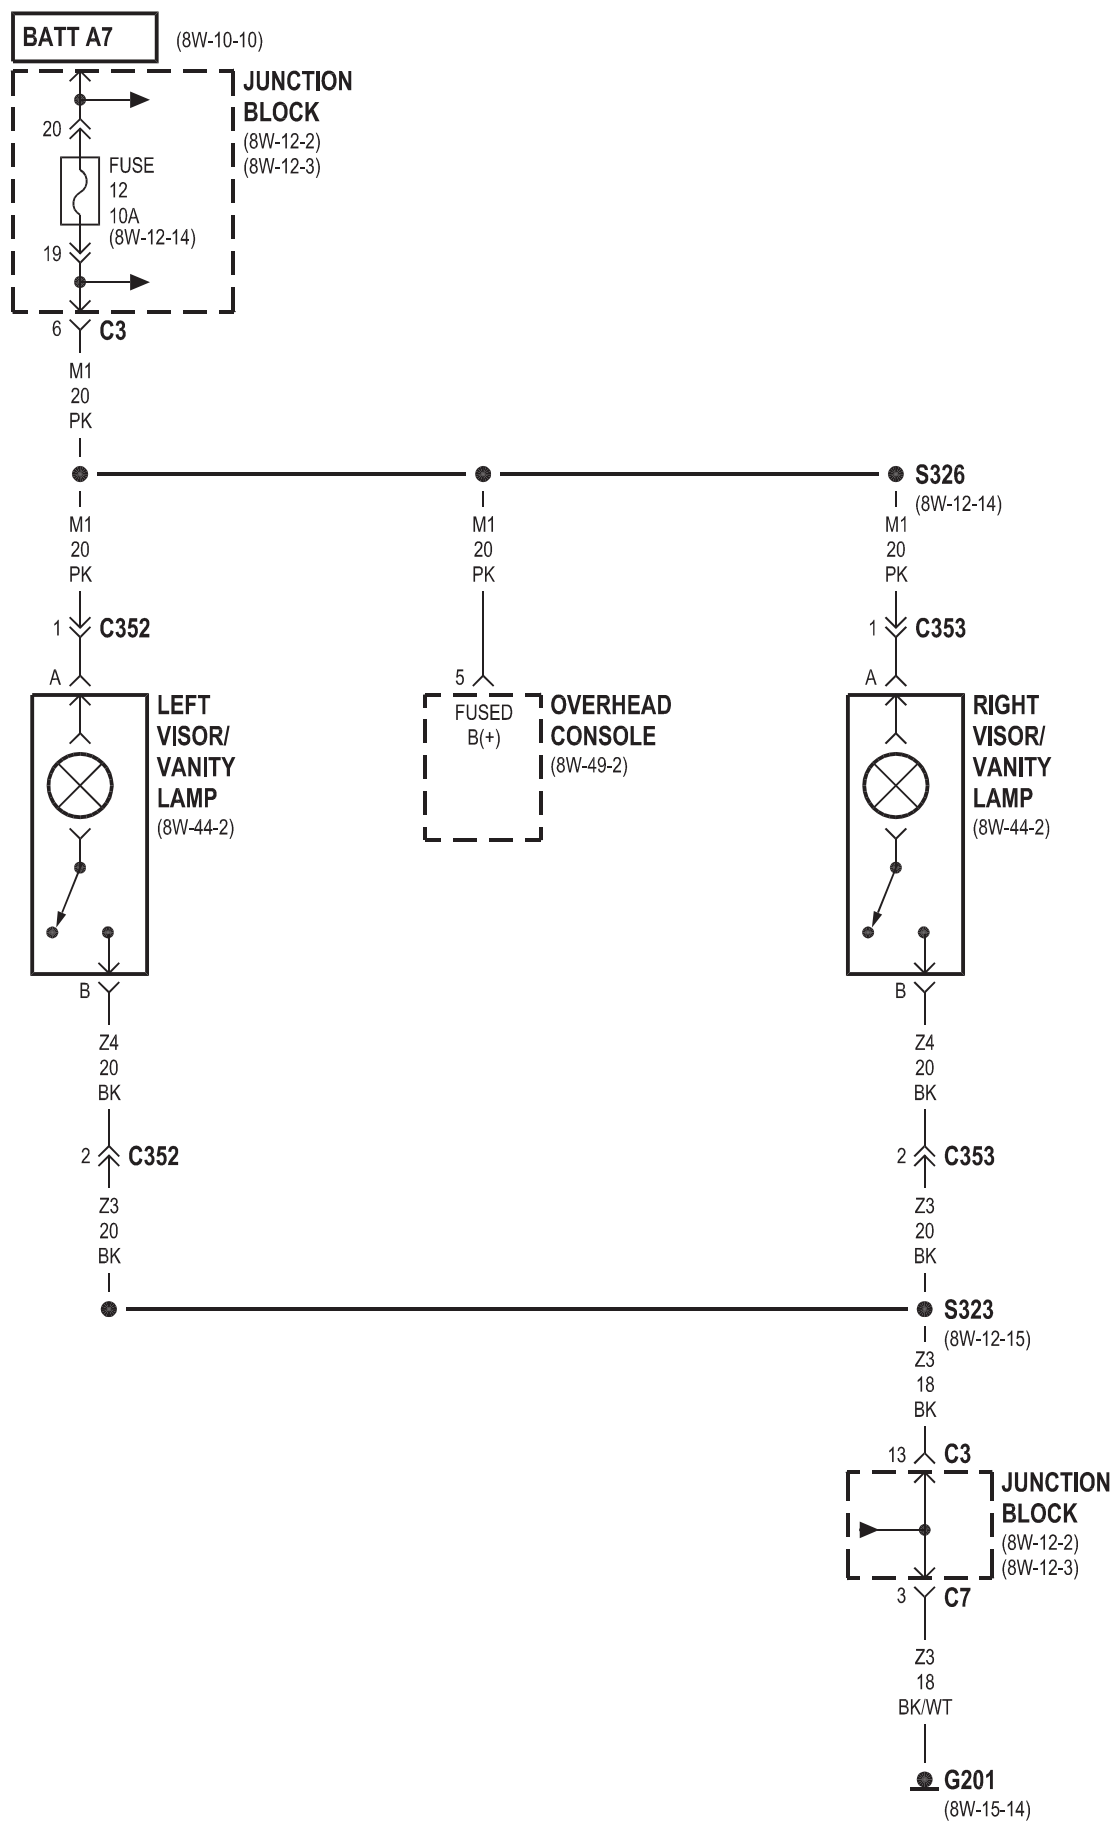 BATT A7
(8W-10-10)
JUNCTION
BLOCK
(8W-12-2)
(8W-12-3)
20
FUSE
12
10A
(8W-12-14)
19
6
C3
M1
20
PK
S326
(8W-12-14)
M1
20
PK
M1
20
PK
M1
20
PK
1
C352
1
C353
A
5
A
LEFT
VISOR/
VANITY
LAMP
(8W-44-2)
FUSED
B(+)
OVERHEAD
CONSOLE
(8W-49-2)
RIGHT
VISOR/
VANITY
LAMP
(8W-44-2)
B
B
Z4
20
BK
Z4
20
BK
2
C352
2
C353
Z3
20
BK
Z3
20
BK
S323
(8W-12-15)
Z3
18
BK
13
C3
JUNCTION
BLOCK
(8W-12-2)
(8W-12-3)
3
C7
Z3
18
BK/WT
G201
(8W-15-14)